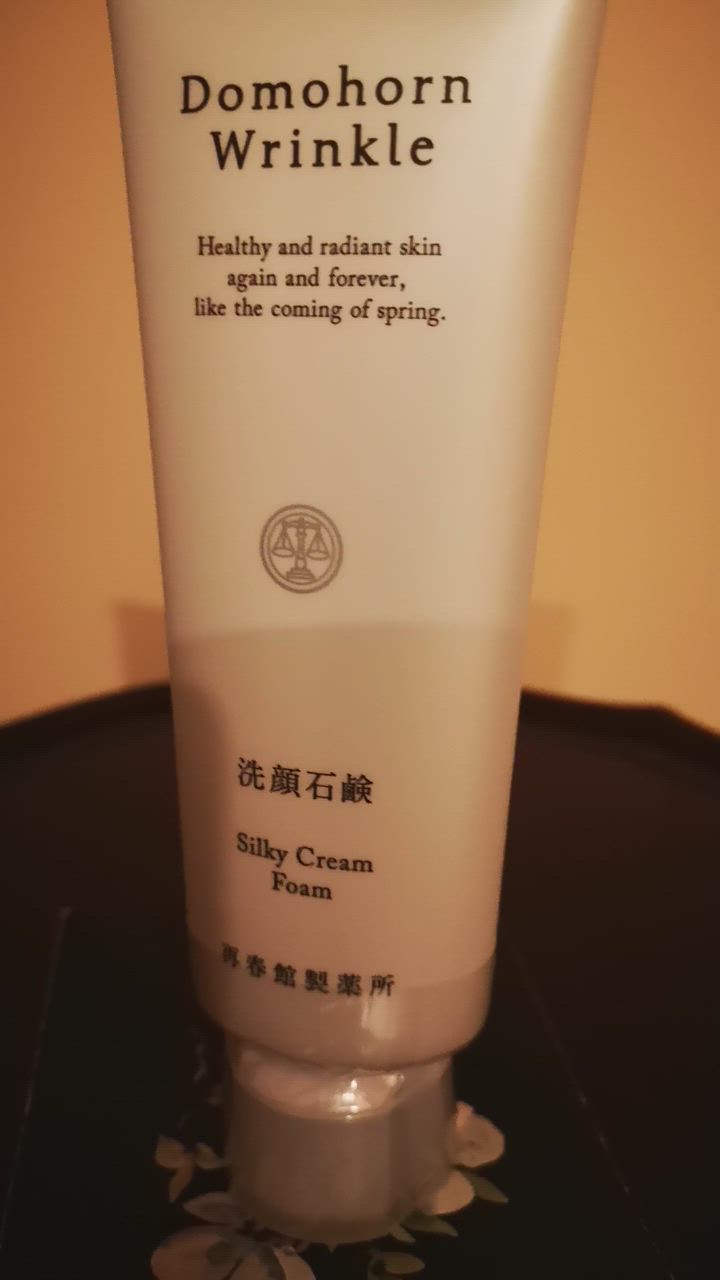 Domohorn
Wrinkle
Healthy and radiant skin
again and forever,
like the coming of spring.
洗顔石鹸
Silky Cream
Foam
再春館製薬所